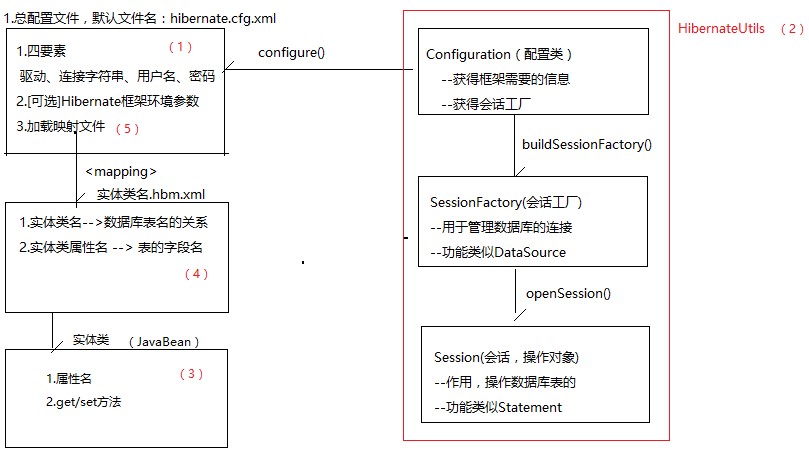 1.总配置文件，默认文件名：hibernate.cfg.xml
1.四要素 （1）
驱动、连接字符串、用户名、密码
2.[可选]Hibernate框架环境参数
3.加载映射文件 （5）
<mapping>
实体类名.hbm.xml
1.实体类名-->数据库表名的关系
2.实体类属性名 --> 表的字段名
（4）
实体类 （JavaBean）
1.属性名 （3）
2.get/set方法
configure()
HibernateUtils （2）
Configuration（配置类）
--获得框架需要的信息
--获得会话工厂
buildSessionFactory()
SessionFactory(会话工厂)
--用于管理数据库的连接
--功能类似DataSource
openSession()
Session(会话，操作对象)
--作用，操作数据库表的
--功能类似Statement